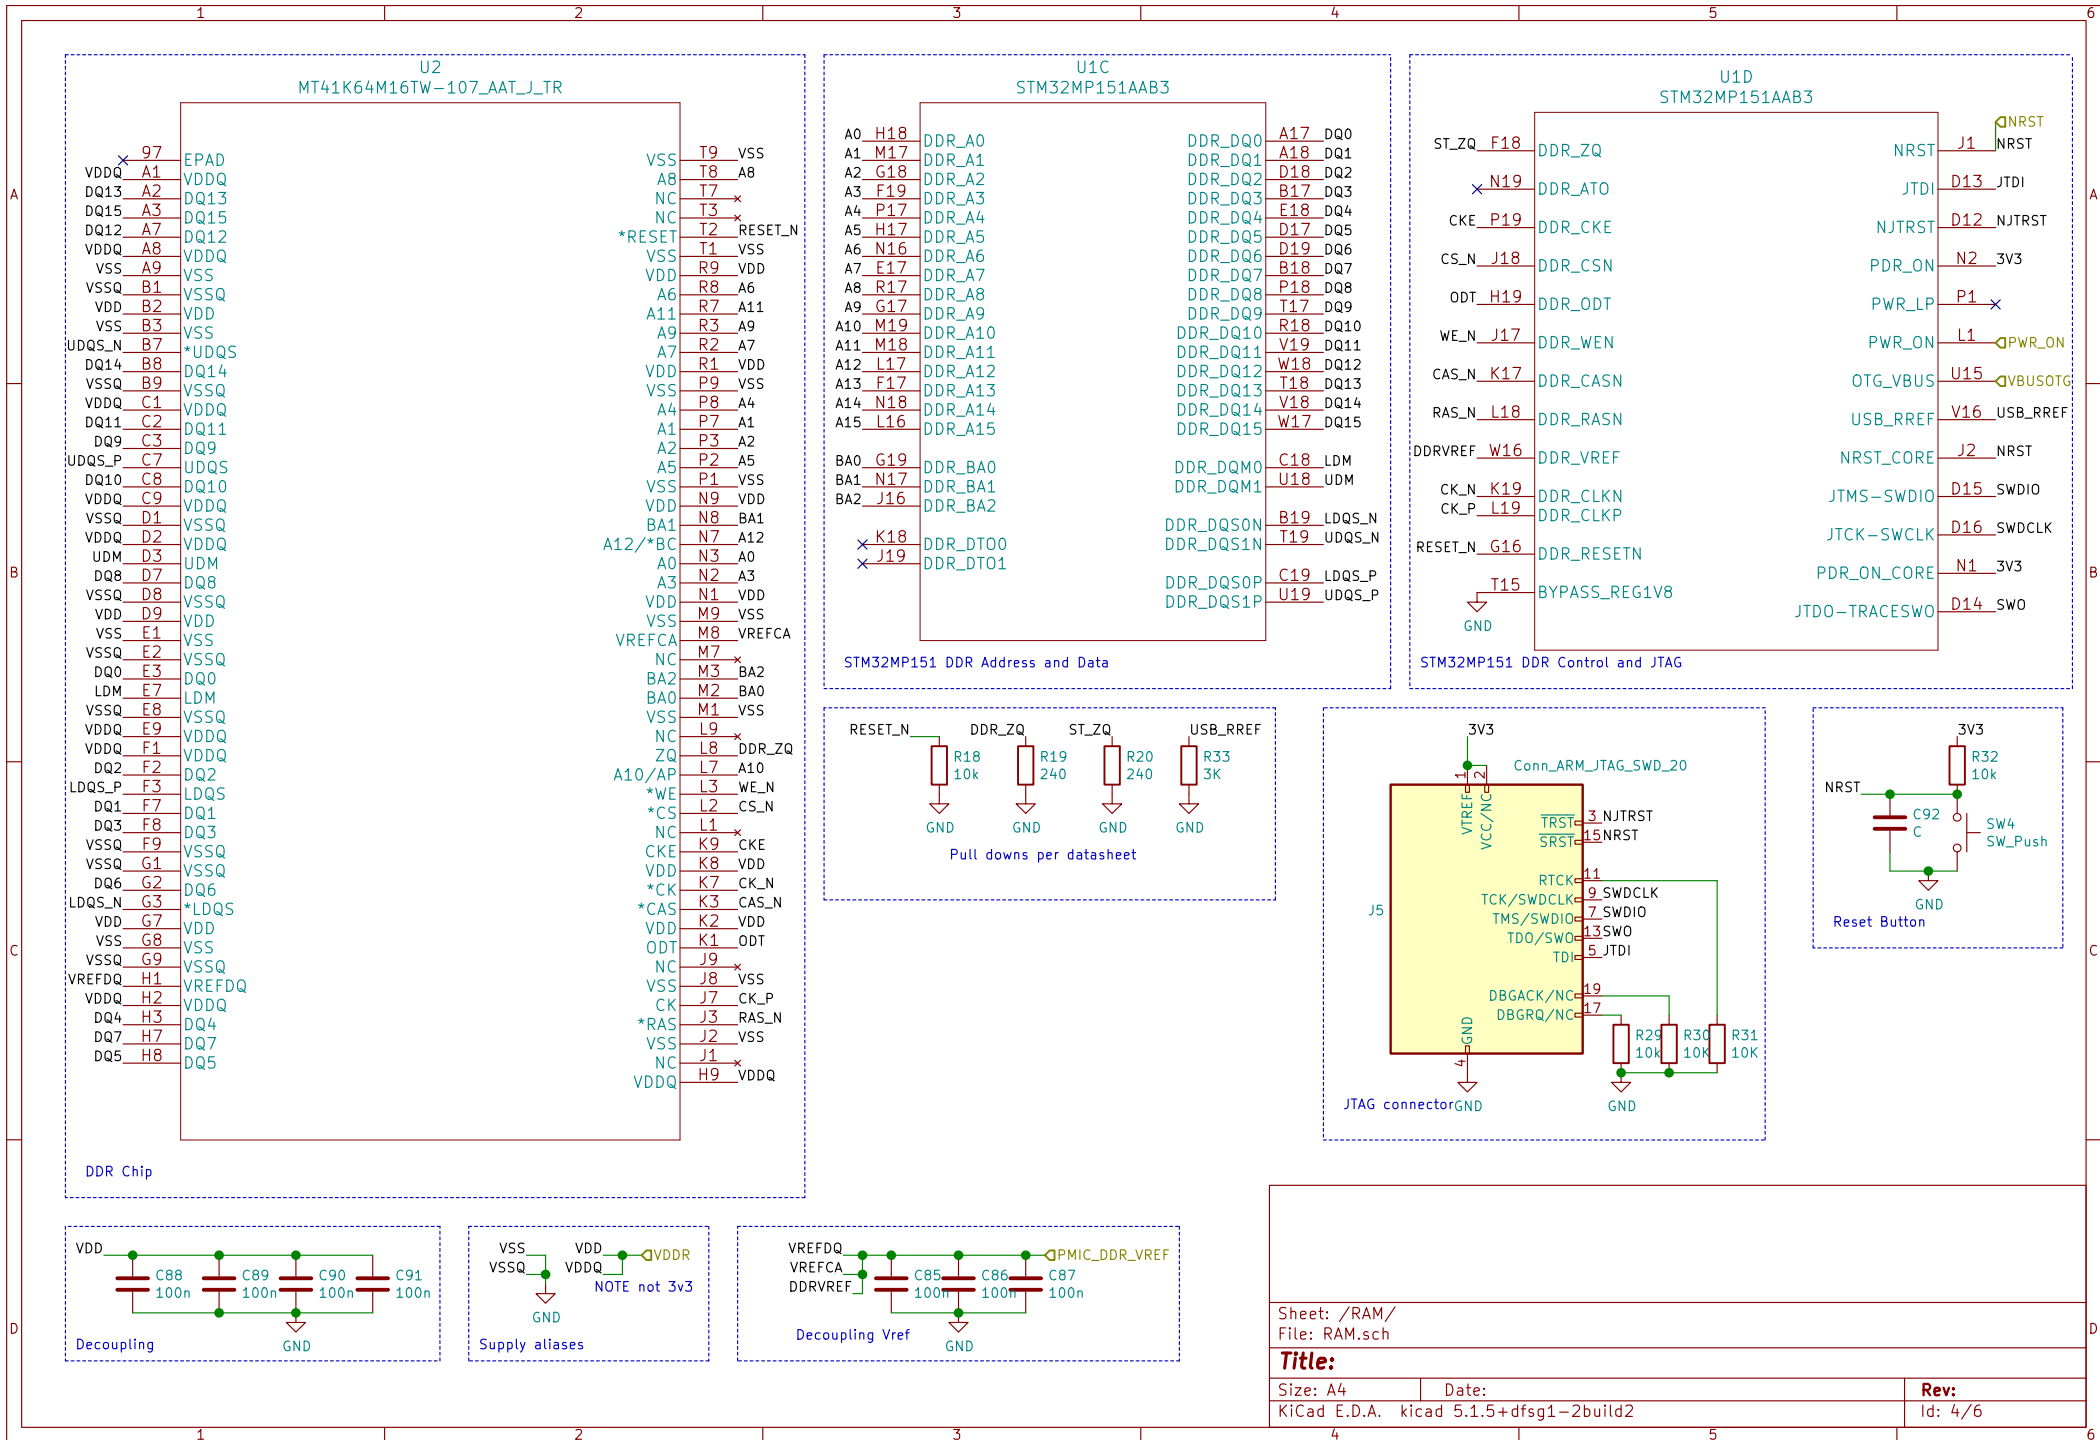 1 2 3 4 5 6
A
B
C
D
U2
MT41K64M16TW-107_AAT_J_TR
97 EPAD
VDDQ A1 VDDQ
DQ13 A2 DQ13
DQ15 A3 DQ15
DQ12 A7 DQ12
VDDQ A8 VDDQ
VSS A9 VSS
VSSQ B1 VSSQ
VDD B2 VDD
VSS B3 VSS
UDQS_N B7 *UDQS
DQ14 B8 DQ14
VSSQ B9 VSSQ
VDDQ C1 VDDQ
DQ11 C2 DQ11
DQ9 C3 DQ9
UDQS_P C7 UDQS
DQ10 C8 DQ10
VDDQ C9 VDDQ
VSSQ D1 VSSQ
VDDQ D2 VDDQ
UDM D3 UDM
DQ8 D7 DQ8
VSSQ D8 VSSQ
VDD D9 VDD
VSS E1 VSS
VSSQ E2 VSSQ
DQ0 E3 DQ0
LDM E7 LDM
VSSQ E8 VSSQ
VDDQ E9 VDDQ
VDDQ F1 VDDQ
DQ2 F2 DQ2
LDQS_P F3 LDQS
DQ1 F7 DQ1
DQ3 F8 DQ3
VSSQ F9 VSSQ
VSSQ G1 VSSQ
DQ6 G2 DQ6
LDQS_N G3 *LDQS
VDD G7 VDD
VSS G8 VSS
VSSQ G9 VSSQ
VREFDQ H1 VREFDQ
VDDQ H2 VDDQ
DQ4 H3 DQ4
DQ7 H7 DQ7
DQ5 H8 DQ5
VSS T9 VSS
A8 T8 A8
NC T7
NC T3
*RESET T2 RESET_N
VSS T1 VSS
VDD R9 VDD
A6 R8 A6
A11 R7 A11
A9 R3 A9
A7 R2 A7
VDD R1 VDD
VSS P9 VSS
A4 P8 A4
A1 P7 A1
A2 P3 A2
A5 P2 A5
VSS P1 VSS
VDD N9 VDD
BA1 N8 BA1
A12/*BC N7 A12
A0 N3 A0
A3 N2 A3
VDD N1 VDD
VSS M9 VSS
VREFCA M8 VREFCA
NC M7
BA2 M3 BA2
BA0 M2 BA0
VSS M1 VSS
NC L9
ZQ L8 DDR_ZQ
A10/AP L7 A10
*WE L3 WE_N
*CS L2 CS_N
NC L1
CKE K9 CKE
VDD K8 VDD
*CK K7 CK_N
*CAS K3 CAS_N
VDD K2 VDD
ODT K1 ODT
NC J9
VSS J8 VSS
CK J7 CK_P
*RAS J3 RAS_N
VSS J2 VSS
NC J1
VDDQ H9 VDDQ
DDR Chip
U1C
STM32MP151AAB3
A0 H18 DDR_A0
A1 M17 DDR_A1
A2 G18 DDR_A2
A3 F19 DDR_A3
A4 P17 DDR_A4
A5 H17 DDR_A5
A6 N16 DDR_A6
A7 E17 DDR_A7
A8 R17 DDR_A8
A9 G17 DDR_A9
A10 M19 DDR_A10
A11 M18 DDR_A11
A12 L17 DDR_A12
A13 F17 DDR_A13
A14 N18 DDR_A14
A15 L16 DDR_A15
BA0 G19 DDR_BA0
BA1 N17 DDR_BA1
BA2 J16 DDR_BA2
K18 DDR_DTO0
J19 DDR_DTO1
DDR_DQ0 A17 DQ0
DDR_DQ1 A18 DQ1
DDR_DQ2 D18 DQ2
DDR_DQ3 B17 DQ3
DDR_DQ4 E18 DQ4
DDR_DQ5 D17 DQ5
DDR_DQ6 D19 DQ6
DDR_DQ7 B18 DQ7
DDR_DQ8 P18 DQ8
DDR_DQ9 T17 DQ9
DDR_DQ10 R18 DQ10
DDR_DQ11 V19 DQ11
DDR_DQ12 W18 DQ12
DDR_DQ13 T18 DQ13
DDR_DQ14 V18 DQ14
DDR_DQ15 W17 DQ15
DDR_DQM0 C18 LDM
DDR_DQM1 U18 UDM
DDR_DQS0N B19 LDQS_N
DDR_DQS1N T19 UDQS_N
DDR_DQS0P C19 LDQS_P
DDR_DQS1P U19 UDQS_P
STM32MP151 DDR Address and Data
U1D
STM32MP151AAB3
ST_ZQ F18 DDR_ZQ
N19 DDR_ATO
CKE P19 DDR_CKE
CS_N J18 DDR_CSN
ODT H19 DDR_ODT
WE_N J17 DDR_WEN
CAS_N K17 DDR_CASN
RAS_N L18 DDR_RASN
DDRVREF W16 DDR_VREF
CK_N K19 DDR_CLKN
CK_P L19 DDR_CLKP
RESET_N G16 DDR_RESETN
T15 BYPASS_REG1V8
GND
NRST
NRST J1 NRST
JTDI D13 JTDI
NJTRST D12 NJTRST
PDR_ON N2 3V3
PWR_LP P1
PWR_ON L1 PWR_ON
OTG_VBUS U15 VBUSOTG
USB_RREF V16 USB_RREF
NRST_CORE J2 NRST
JTMS-SWDIO D15 SWDIO
JTCK-SWCLK D16 SWDCLK
PDR_ON_CORE N1 3V3
JTDO-TRACESWO D14 SWO
STM32MP151 DDR Control and JTAG
RESET_N DDR_ZQ ST_ZQ USB_RREF
R18 R19 R20 R33
10k 240 240 3K
GND GND GND GND
Pull downs per datasheet
3V3
Conn_ARM_JTAG_SWD_20
1 2
VTREF VCC/NC
J5
TRST 3 NJTRST
SRST 15 NRST
RTCK 11
TCK/SWDCLK 9 SWDCLK
TMS/SWDIO 7 SWDIO
TDO/SWO 13 SWO
TDI 5 JTDI
DBGACK/NC 19
DBGRQ/NC 17
GND
4
R29 R30 R31
10k 10K 10K
JTAG connector GND GND
3V3
R32
10k
NRST
C92
C
SW4
SW_Push
GND
Reset Button
VDD
C88 C89 C90 C91
100n 100n 100n 100n
GND
Decoupling
VSS VDD VDDR
VSSQ VDDQ
NOTE not 3v3
GND
Supply aliases
VREFDQ PMIC_DDR_VREF
VREFCA
DDRVREF
C85 C86 C87
100n 100n 100n
Decoupling Vref
GND
Sheet: /RAM/
File: RAM.sch
Title:
Size: A4 Date: Rev:
KiCad E.D.A. kicad 5.1.5+dfsg1-2build2 Id: 4/6
1 2 3 4 5 6
A
B
C
D